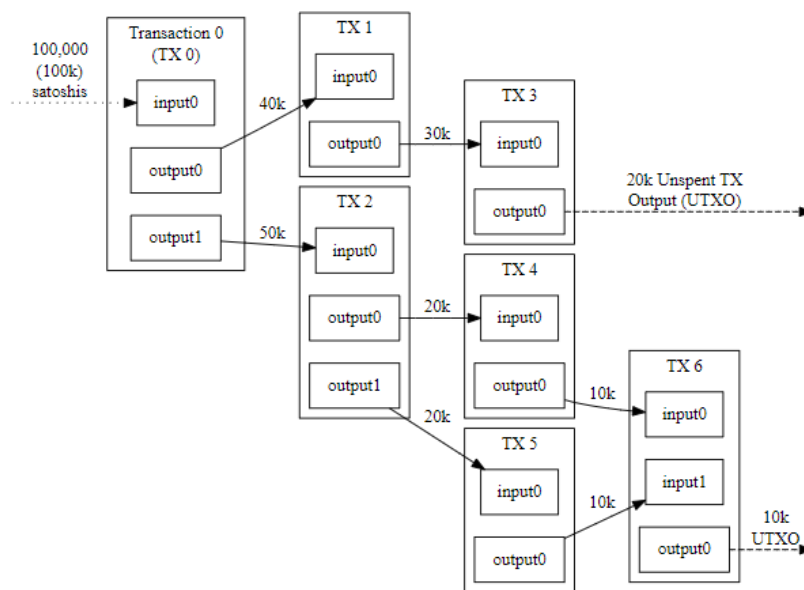 100,000
(100k)
satoshis
Transaction 0
(TX 0)
input0
output0
output1
40k
50k
TX 1
input0
output0
30k
TX 2
input0
output0
output1
20k
20k
TX 3
input0
output0
20k Unspent TX
Output (UTXO)
TX 4
input0
output0
10k
TX 5
input0
output0
10k
TX 6
input0
input1
output0
10k
UTXO